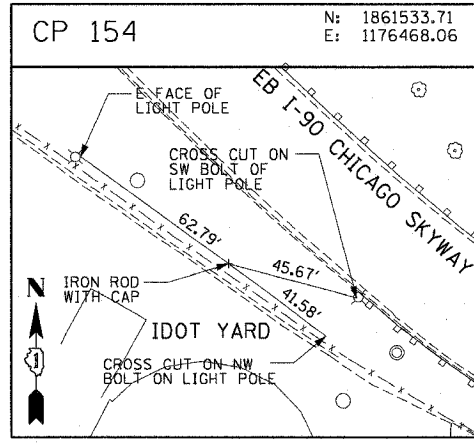 CP 154
N: 1861533.71
E: 1176468.06
E FACE OF
LIGHT POLE
EB I-90 CHICAGO SKYWAY
CROSS CUT ON
SW BOLT OF
LIGHT POLE
62.79'
45.67'
41.58'
IRON ROD
WITH CAP
N
IDOT YARD
CROSS CUT ON NW
BOLT ON LIGHT POLE